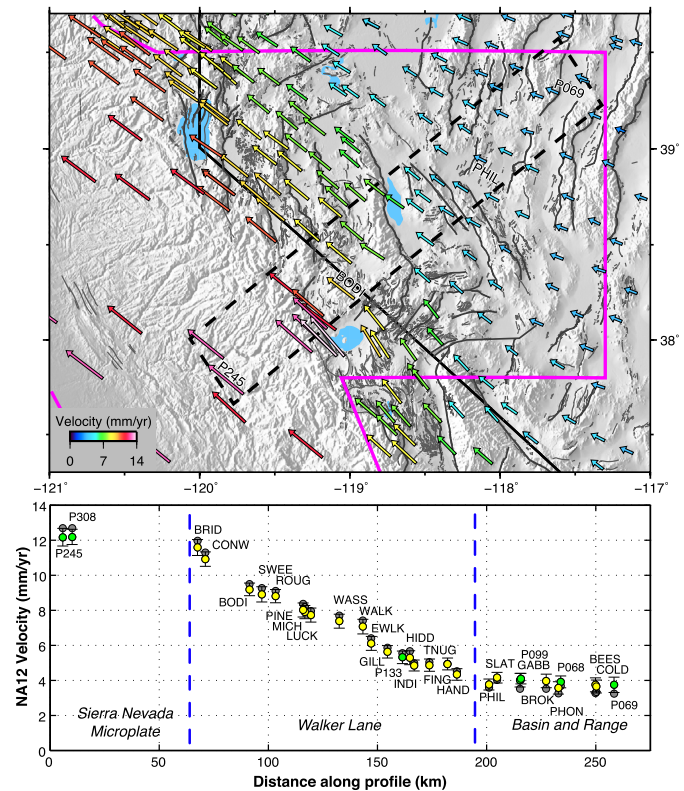 39°
38°
P069
PHIL
BODI
P245
Velocity (mm/yr)
0 7 14
−121° −120° −119° −118° −117°
NA12 Velocity (mm/yr)
14
12
10
8
6
4
2
0
P308
P245
BRID
CONW
BODI
SWEE
ROUG
PINE
MICH
LUCK
WASS
WALK
EWLK
GILL
P133
HIDD
INDI
TNUG
FING
HAND
PHIL
SLAT
P099
GABB
BROK
P068
PHON
BEES
COLD
P069
Sierra Nevada
Microplate
Walker Lane
Basin and Range
0 50 100 150 200 250
Distance along profile (km)